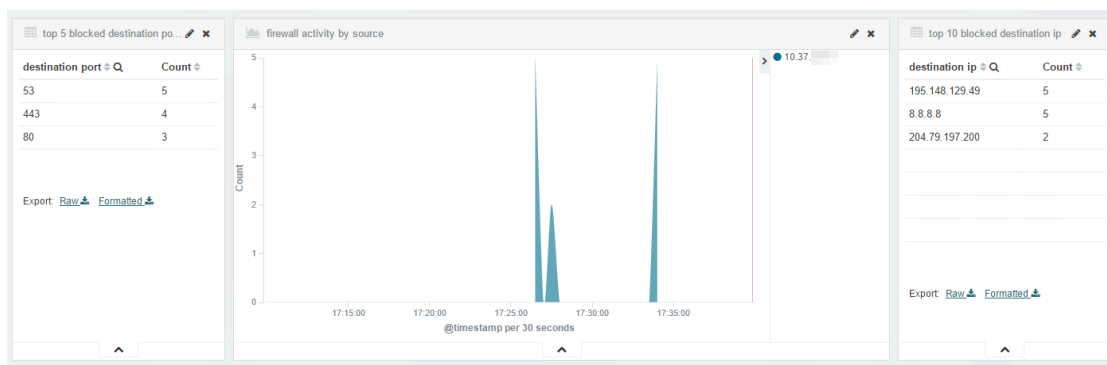 top 5 blocked destination po...
destination port Count
53 5
443 4
80 3
Export: Raw Formatted
firewall activity by source
10.37.
5
4
3
2
1
0
Count
17:15:00 17:20:00 17:25:00 17:30:00 17:35:00
@timestamp per 30 seconds
top 10 blocked destination ip
destination ip Count
195.148.129.49 5
8.8.8.8 5
204.79.197.200 2
Export: Raw Formatted